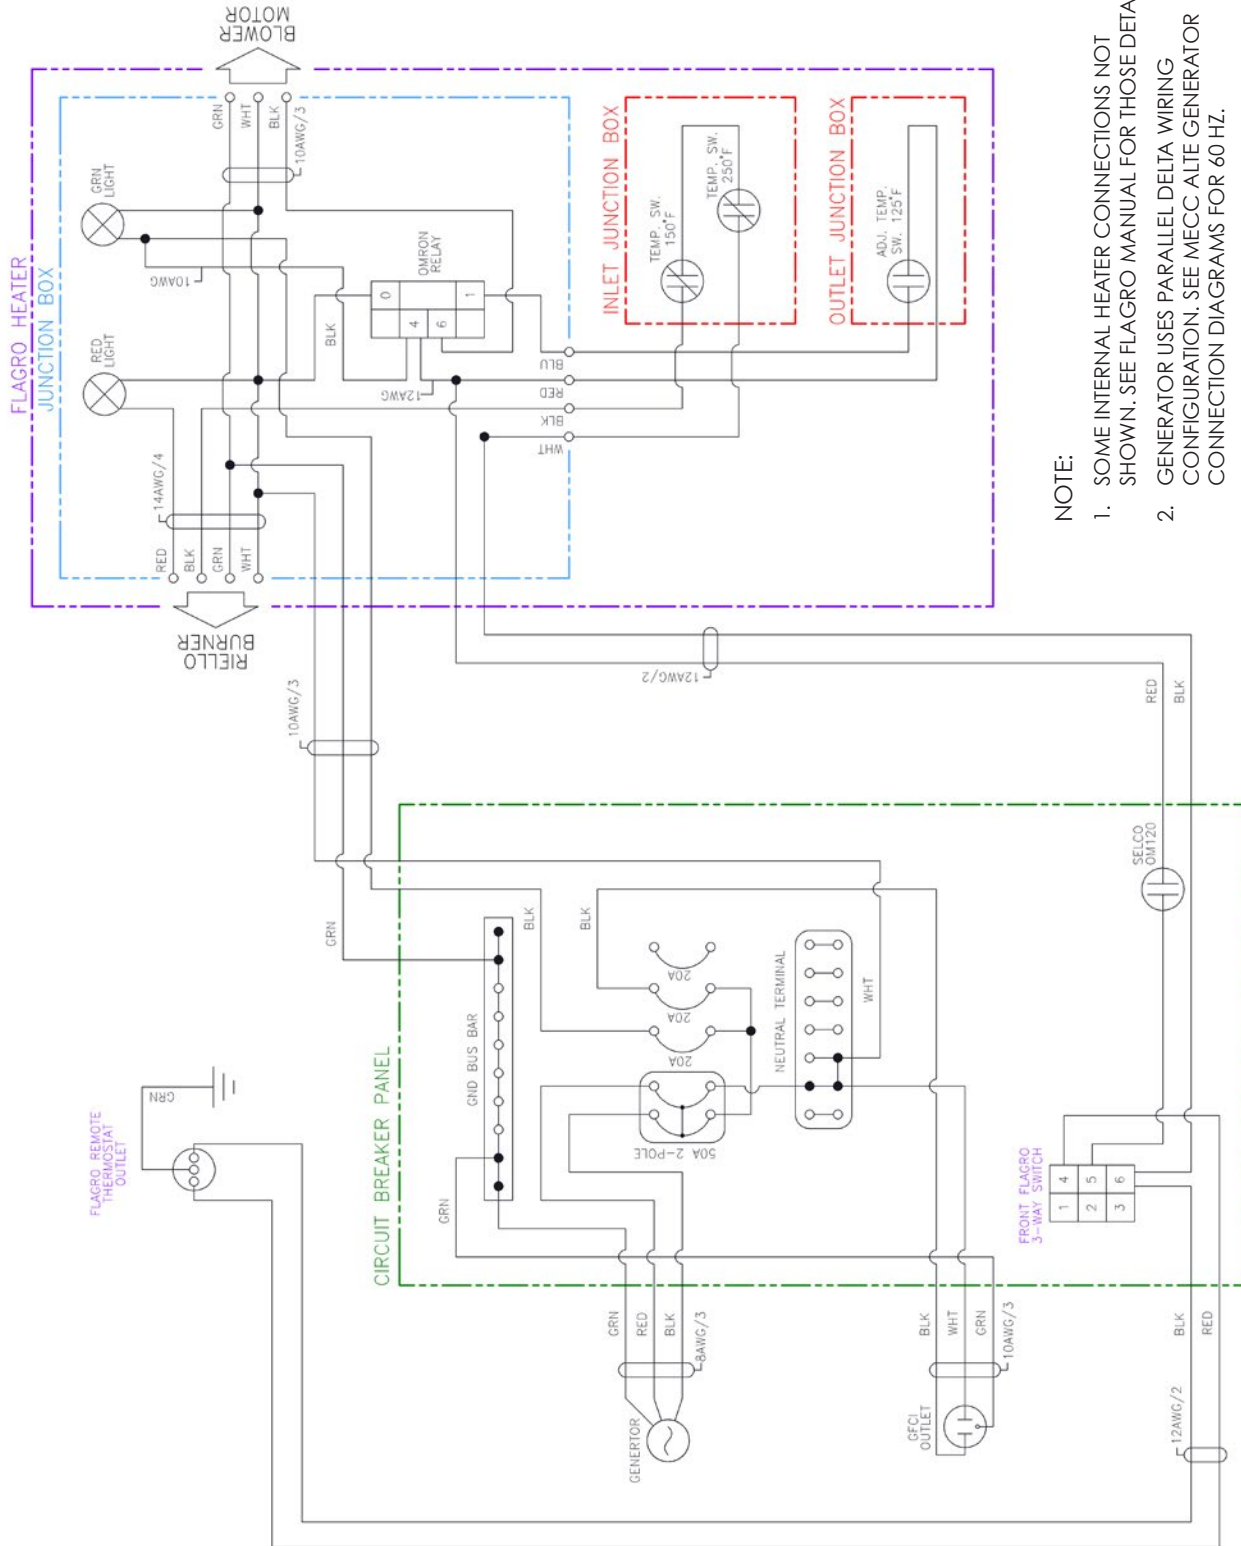 FLAGRO HEATER
JUNCTION BOX
BLOWER
MOTOR
GRN
WHT
BLK
10AWG/3
GRN
LIGHT
10AWG
RED
LIGHT
BLK
OMRON
RELAY
0
1
4
6
12AWG
14AWG/4
RED
BLK
GRN
WHT
RIELLO
BURNER
BLU
RED
BLK
WHT
INLET JUNCTION BOX
TEMP. SW.
150°F
TEMP. SW.
250°F
OUTLET JUNCTION BOX
ADJ. TEMP.
SW. 125°F
10AWG/3
12AWG/2
RED
BLK
FLAGRO REMOTE
THERMOSTAT
OUTLET
GRN
CIRCUIT BREAKER PANEL
GRN
GND BUS BAR
GRN
BLK
BLK
20A
20A
20A
50A 2-POLE
NEUTRAL TERMINAL
WHT
SELCO
OM120
FRONT FLAGRO
3-WAY SWITCH
1 4
2 5
3 6
GENERTOR
GRN
RED
BLK
8AWG/3
GFCI
OUTLET
BLK
WHT
GRN
10AWG/3
12AWG/2
BLK
RED
NOTE:
1. SOME INTERNAL HEATER CONNECTIONS NOT
SHOWN. SEE FLAGRO MANUAL FOR THOSE DETA
2. GENERATOR USES PARALLEL DELTA WIRING
CONFIGURATION. SEE MECC ALTE GENERATOR
CONNECTION DIAGRAMS FOR 60 HZ.